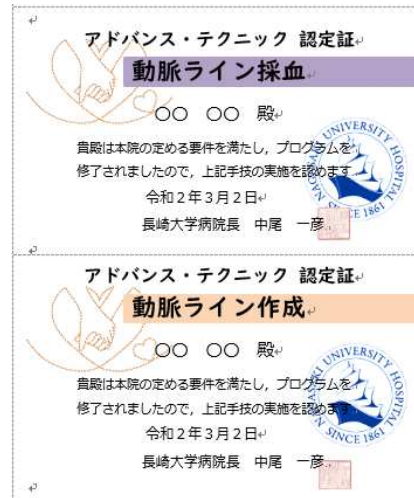 アドバンス・テクニック 認定証
動脈ライン採血
○○ ○○ 殿
貴殿は本院の定める要件を満たし，プログラムを
修了されましたので，上記手技の実施を認めます．
令和２年３月２日
長崎大学病院長 中尾 一彦
NAGASAKI UNIVERSITY HOSPITAL
SINCE 1861
アドバンス・テクニック 認定証
動脈ライン作成
○○ ○○ 殿
貴殿は本院の定める要件を満たし，プログラムを
修了されましたので，上記手技の実施を認めます．
令和２年３月２日
長崎大学病院長 中尾 一彦
NAGASAKI UNIVERSITY HOSPITAL
SINCE 1861